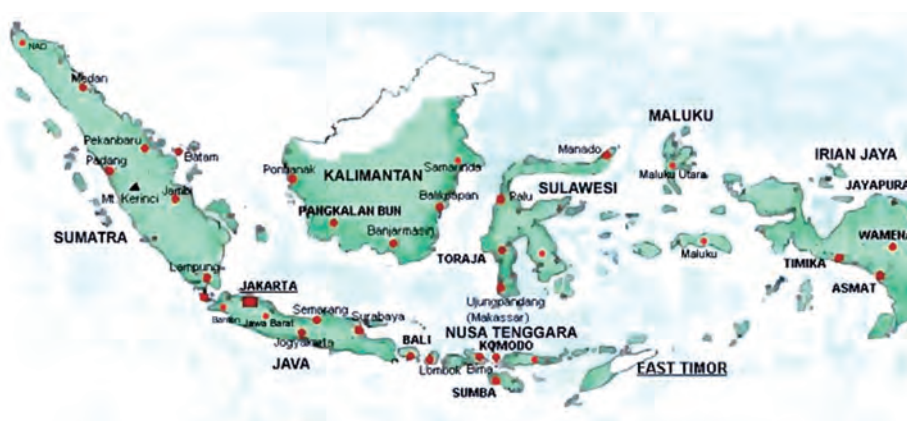 NAD
Medan
Pekanbaru
Padang
Batam
Mt. Kerinci
Jambi
SUMATRA
Lampung
JAKARTA
Banten
Jawa Barat
Semarang
Surabaya
Jogyakarta
JAVA
Pontianak
KALIMANTAN
Samarinda
Balikpapan
PANGKALAN BUN
Banjarmasin
Manado
Palu
SULAWESI
TORAJA
Ujungpandang
(Makassar)
NUSA TENGGARA
BALI
KOMODO
Lombok
Bima
SUMBA
EAST TIMOR
MALUKU
Maluku Utara
Maluku
IRIAN JAYA
JAYAPURA
WAMENA
TIMIKA
ASMAT